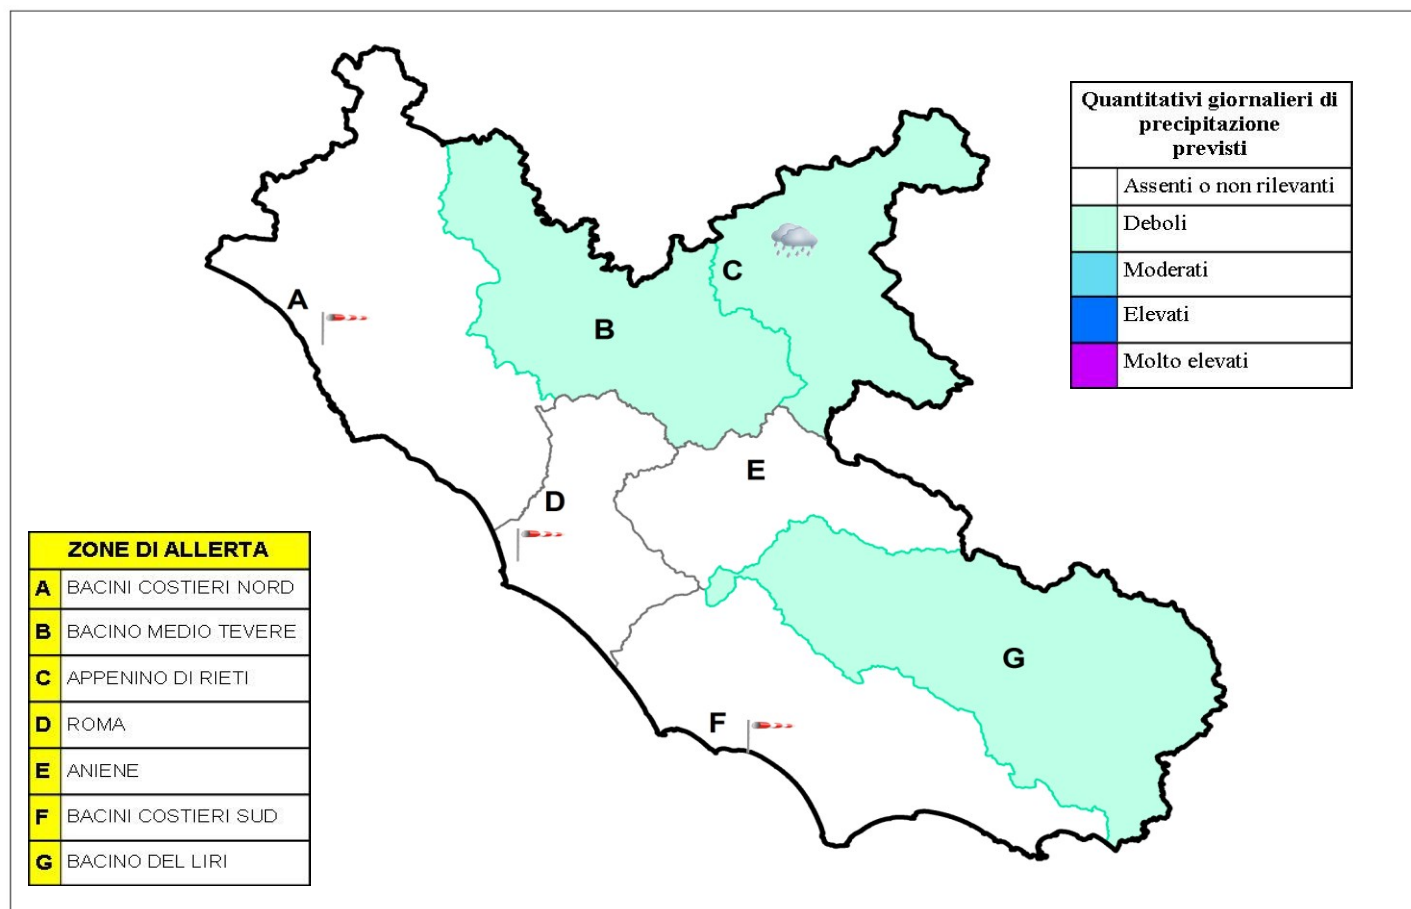 Quantitativi giornalieri di
precipitazione
previsti
Assenti o non rilevanti
Deboli
Moderati
Elevati
Molto elevati
A
B
C
D
E
F
G
ZONE DI ALLERTA
A BACINI COSTIERI NORD
B BACINO MEDIO TEVERE
C APPENINO DI RIETI
D ROMA
E ANIENE
F BACINI COSTIERI SUD
G BACINO DEL LIRI